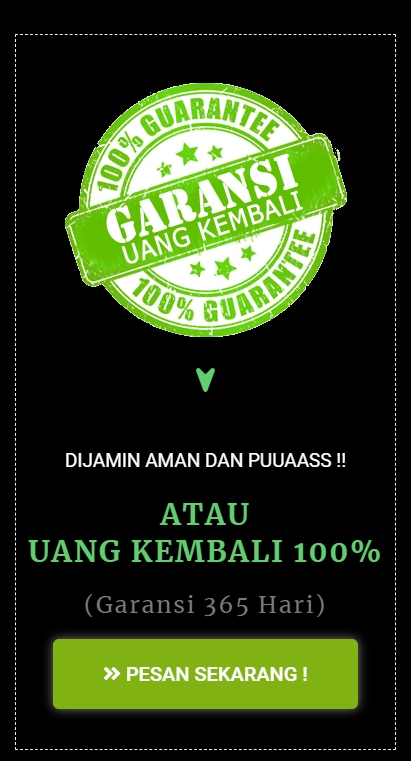 100% GUARANTEE
GARANSI
UANG KEMBALI
100% GUARANTEE
DIJAMIN AMAN DAN PUUAASS !!
ATAU
UANG KEMBALI 100%
(Garansi 365 Hari)
PESAN SEKARANG !